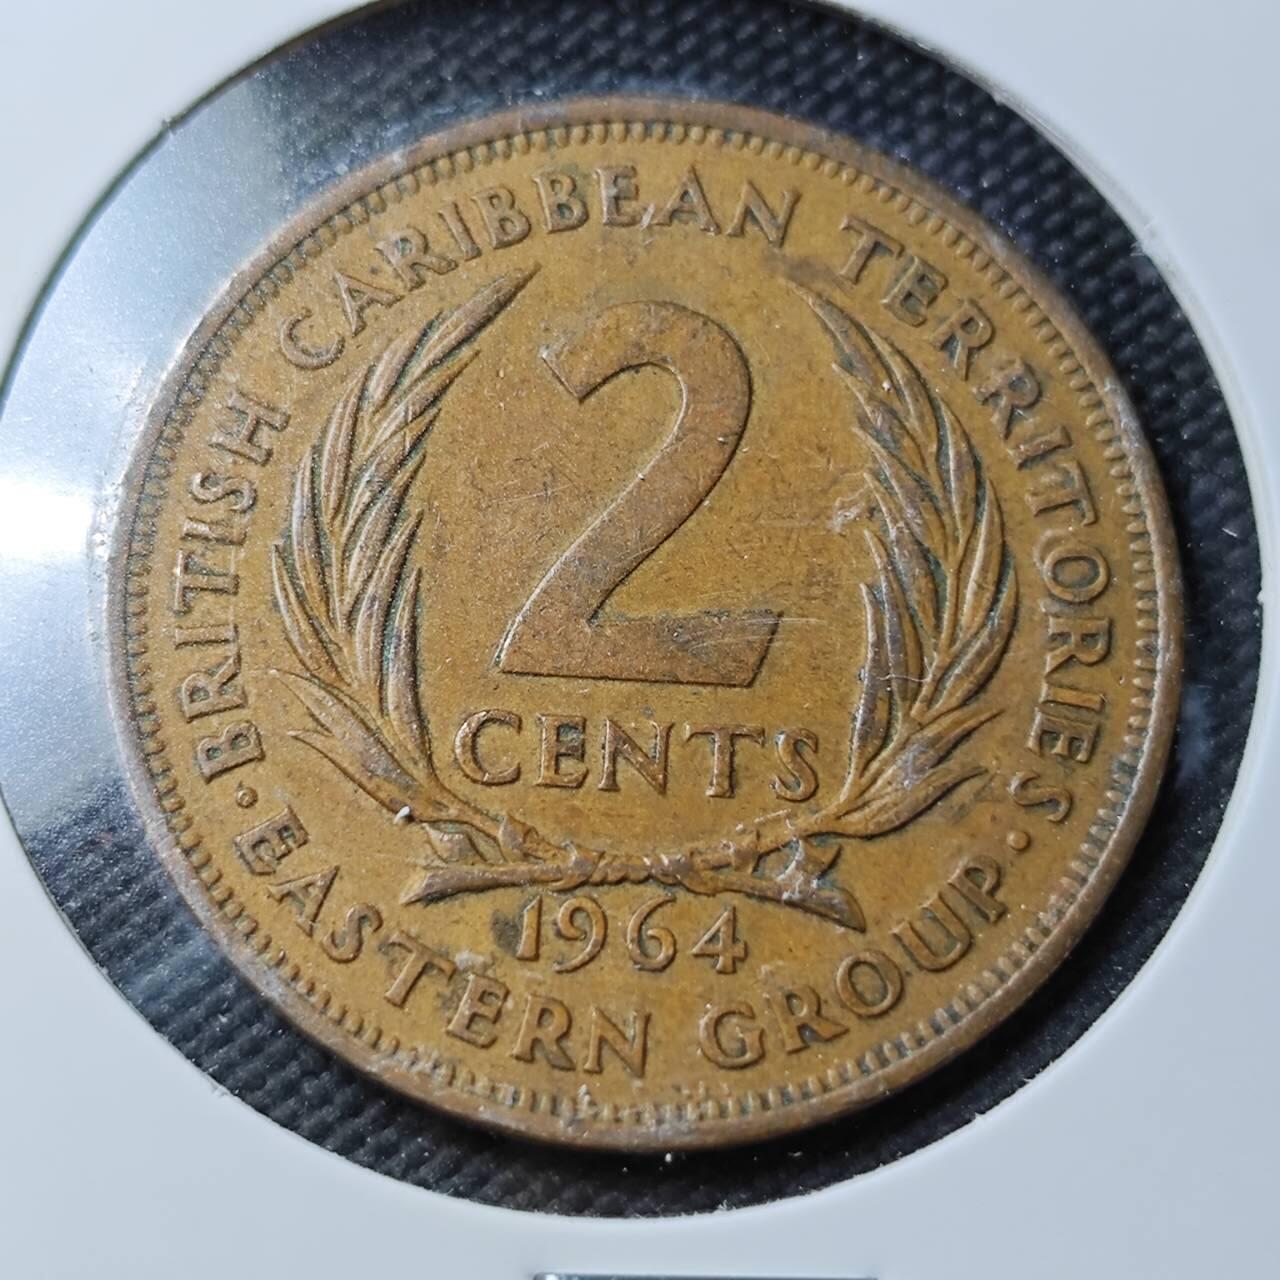 BRITISH CARIBBEAN TERRITORIES
2
CENTS
1964
· EASTERN GROUP ·